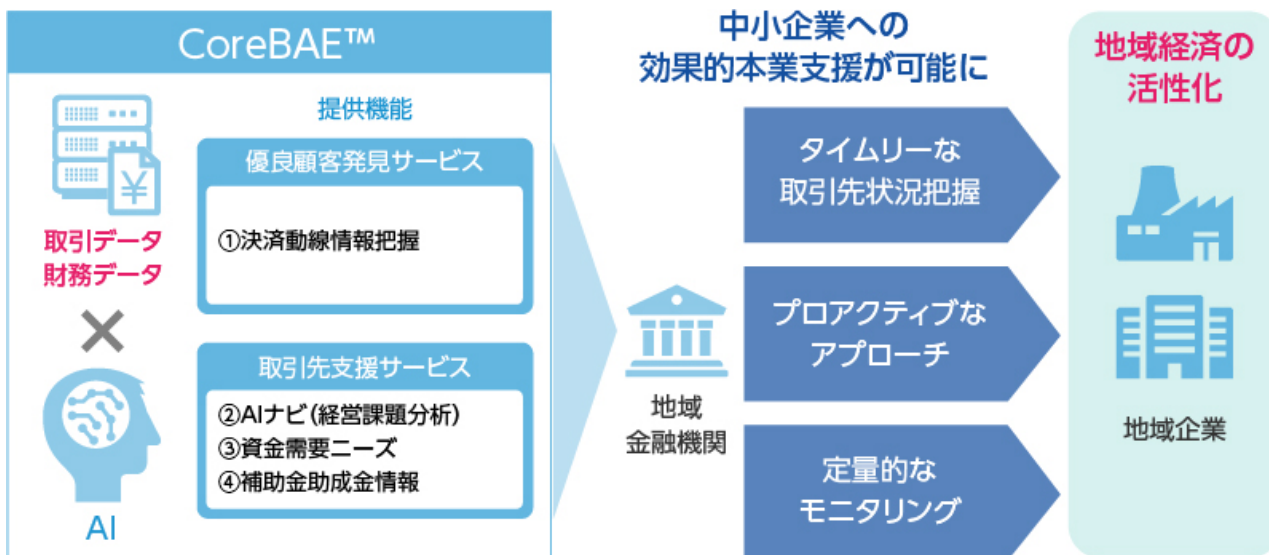 CoreBAE™
取引データ
財務データ
AI
提供機能
優良顧客発見サービス
①決済動線情報把握
取引先支援サービス
②AIナビ(経営課題分析)
③資金需要ニーズ
④補助金助成金情報
地域
金融機関
中小企業への
効果的本業支援が可能に
タイムリーな
取引先状況把握
プロアクティブな
アプローチ
定量的な
モニタリング
地域経済の
活性化
地域企業